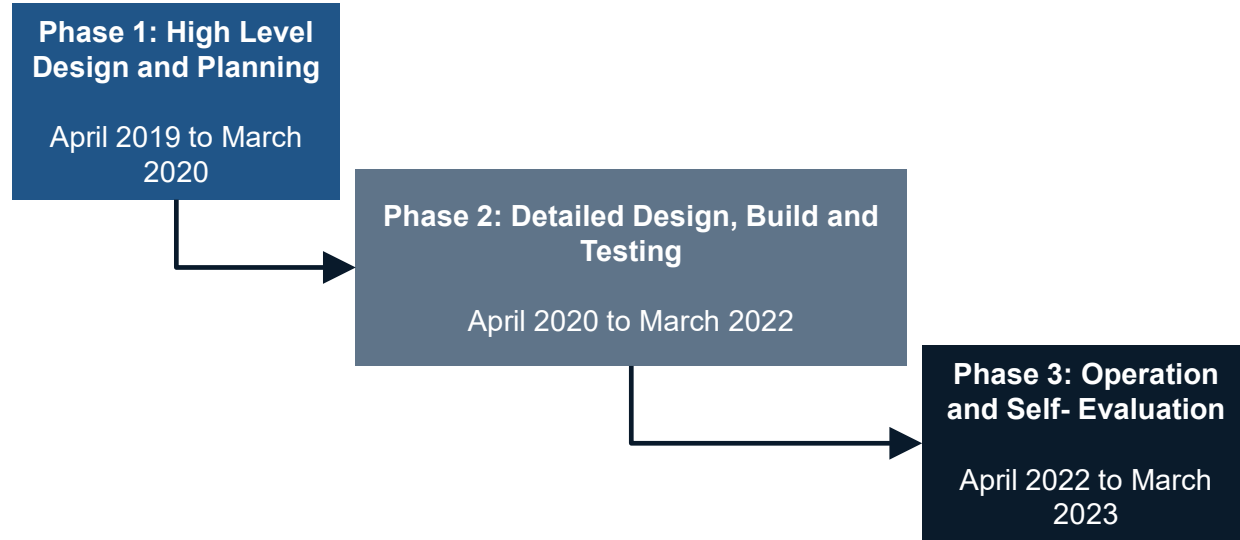 Phase 1: High Level
Design and Planning
April 2019 to March
2020
Phase 2: Detailed Design, Build and
Testing
April 2020 to March 2022
Phase 3: Operation
and Self- Evaluation
April 2022 to March
2023